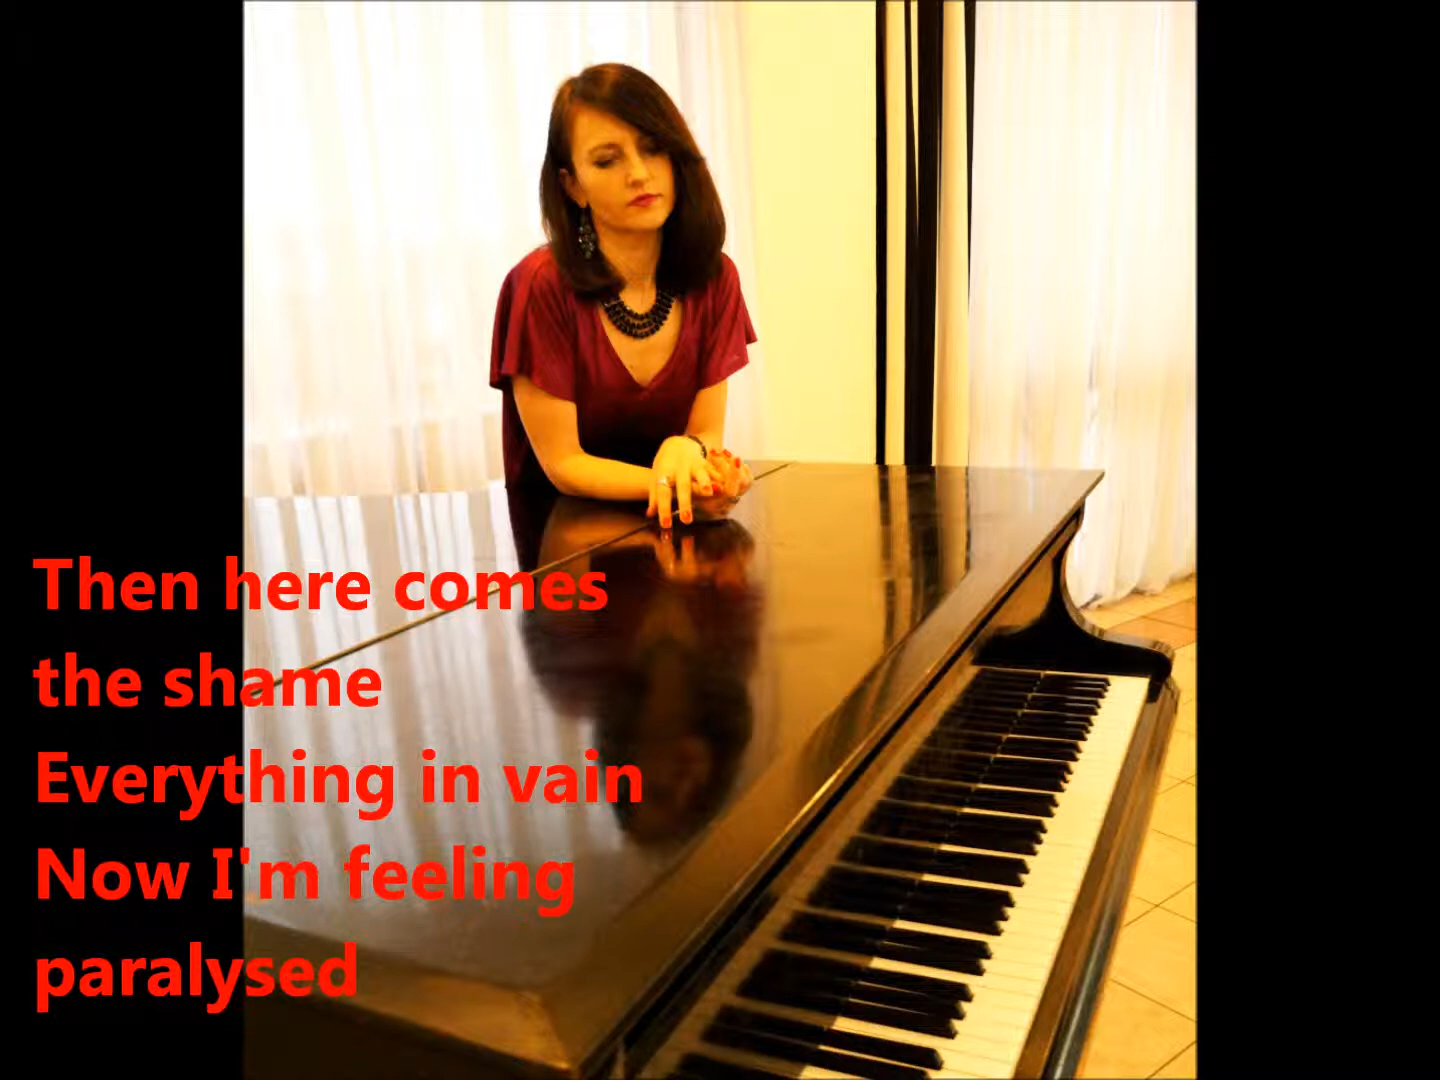 Then here comes
the shame
Everything in vain
Now I'm feeling
paralysed